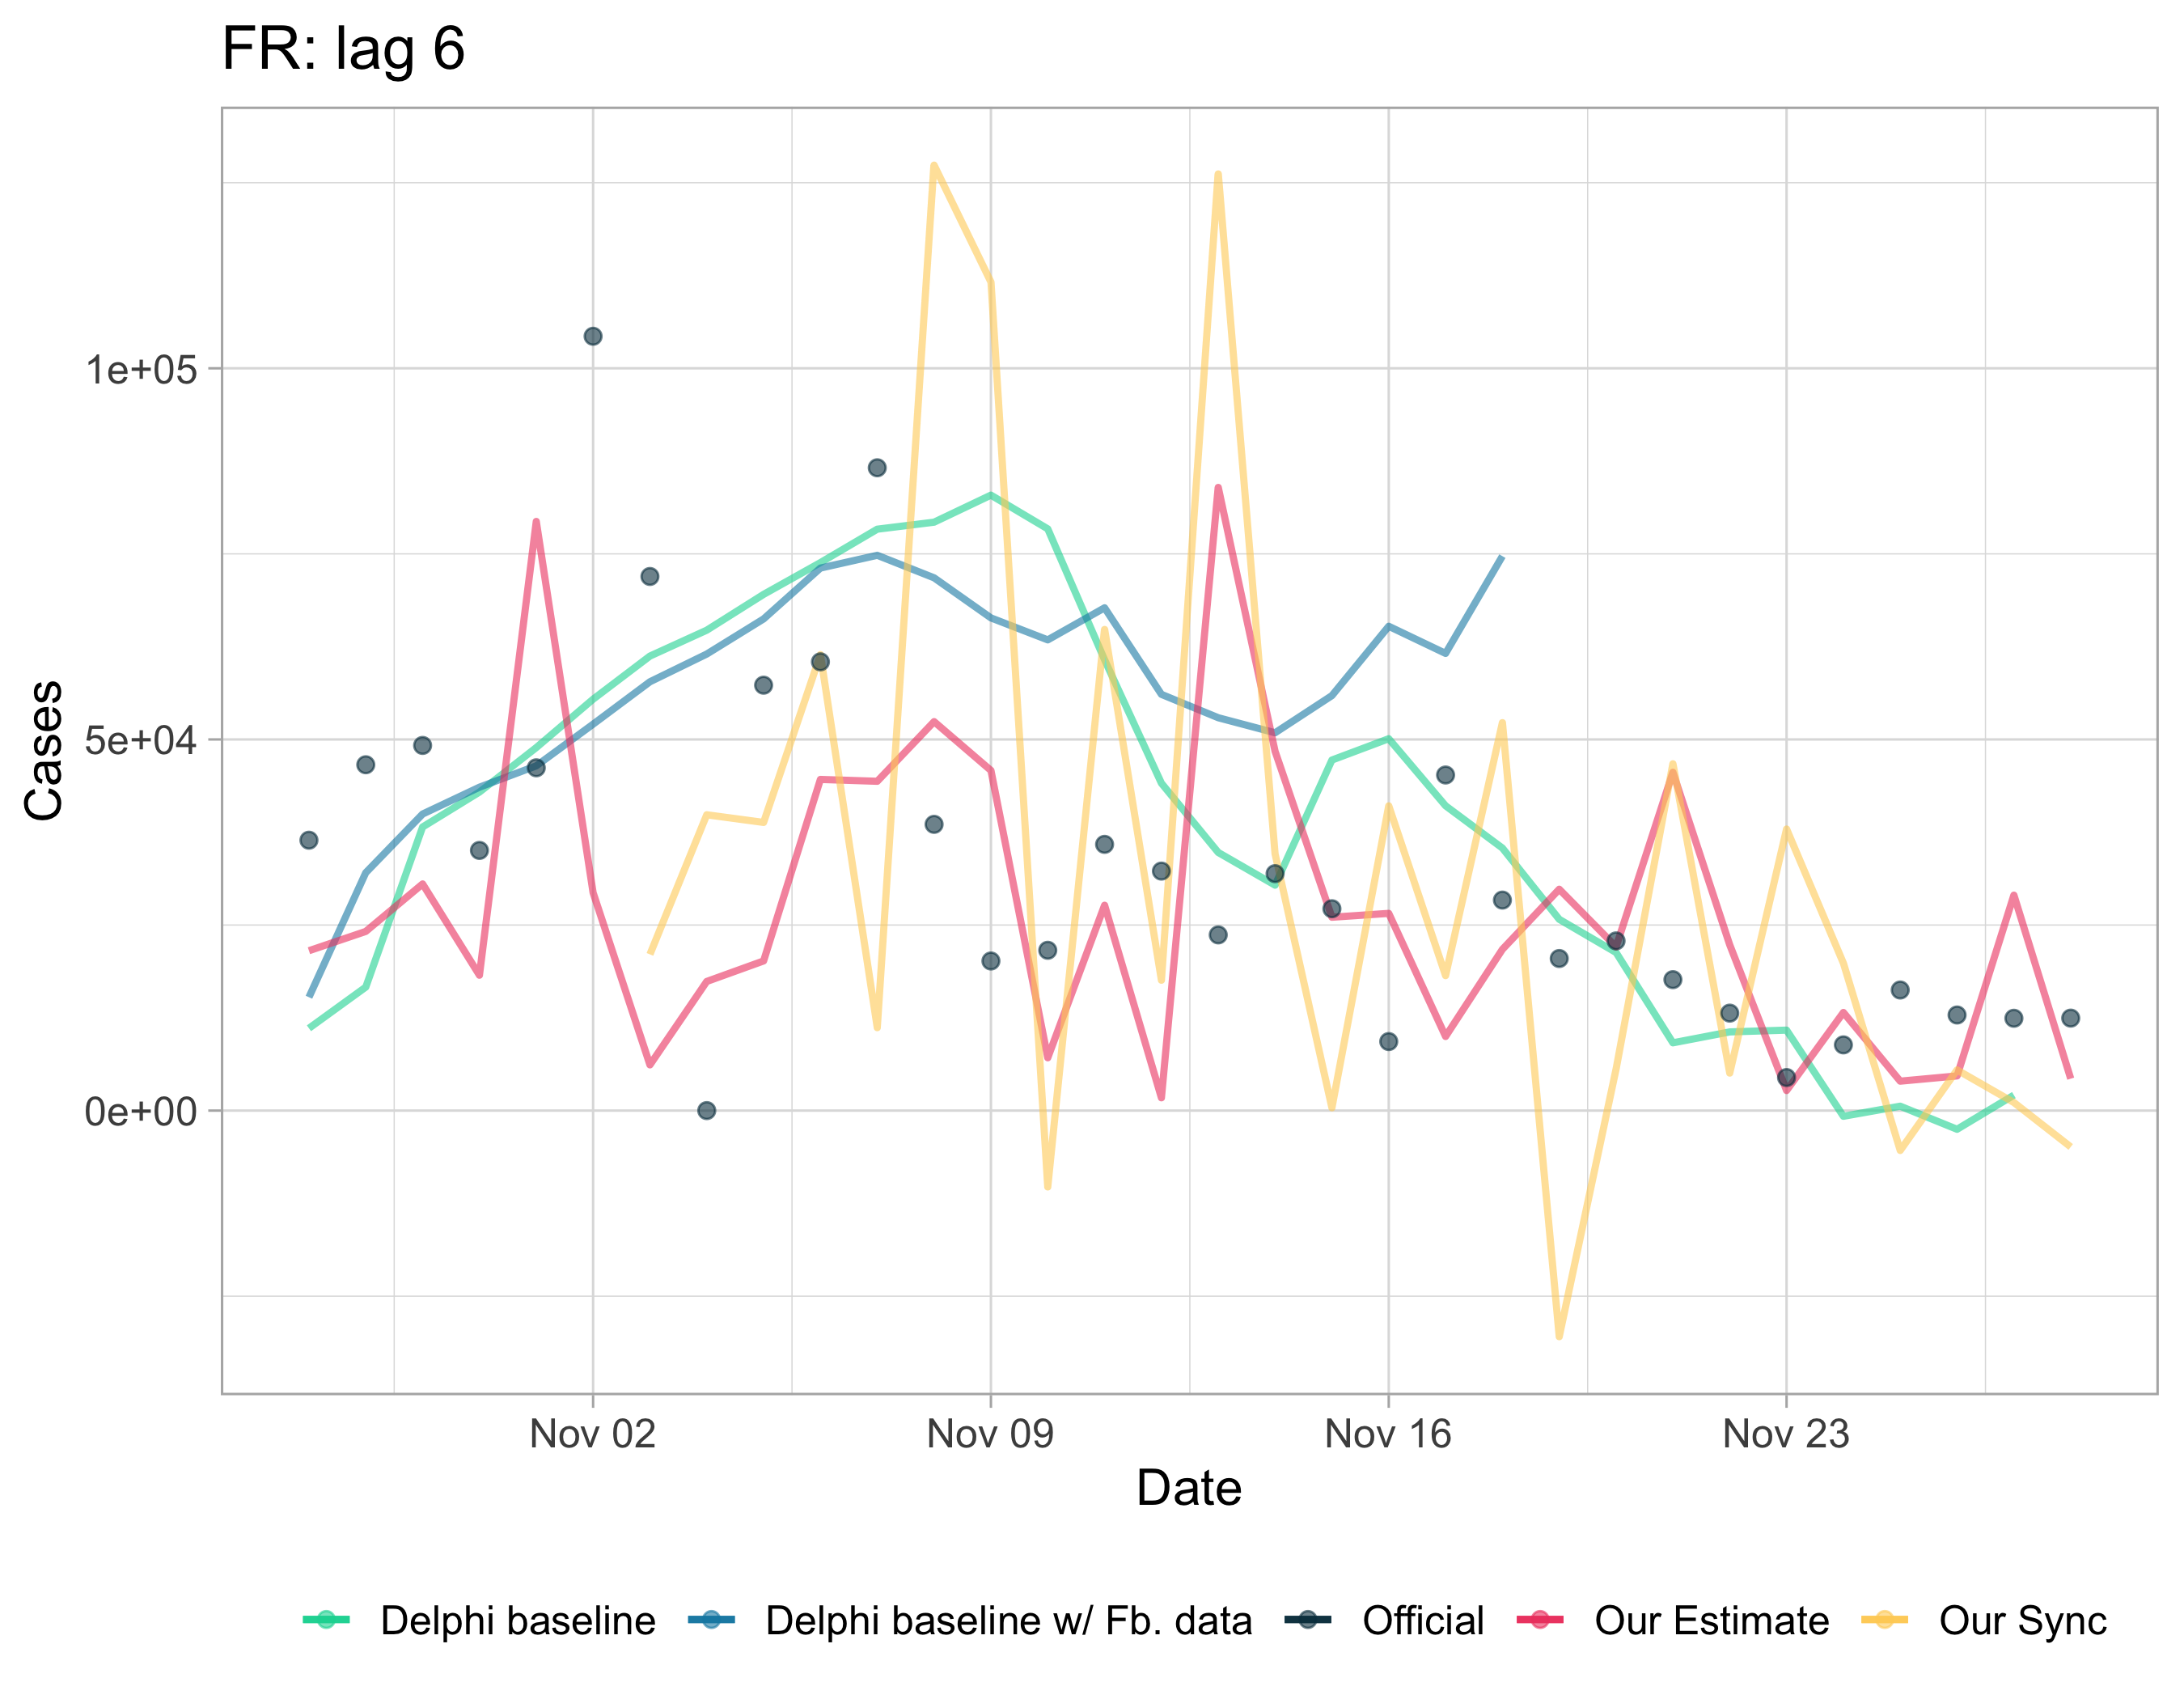 FR: lag 6
Cases
1e+05
5e+04
0e+00
Nov 02 Nov 09 Nov 16 Nov 23
Date
Delphi baseline Delphi baseline w/ Fb. data Official Our Estimate Our Sync